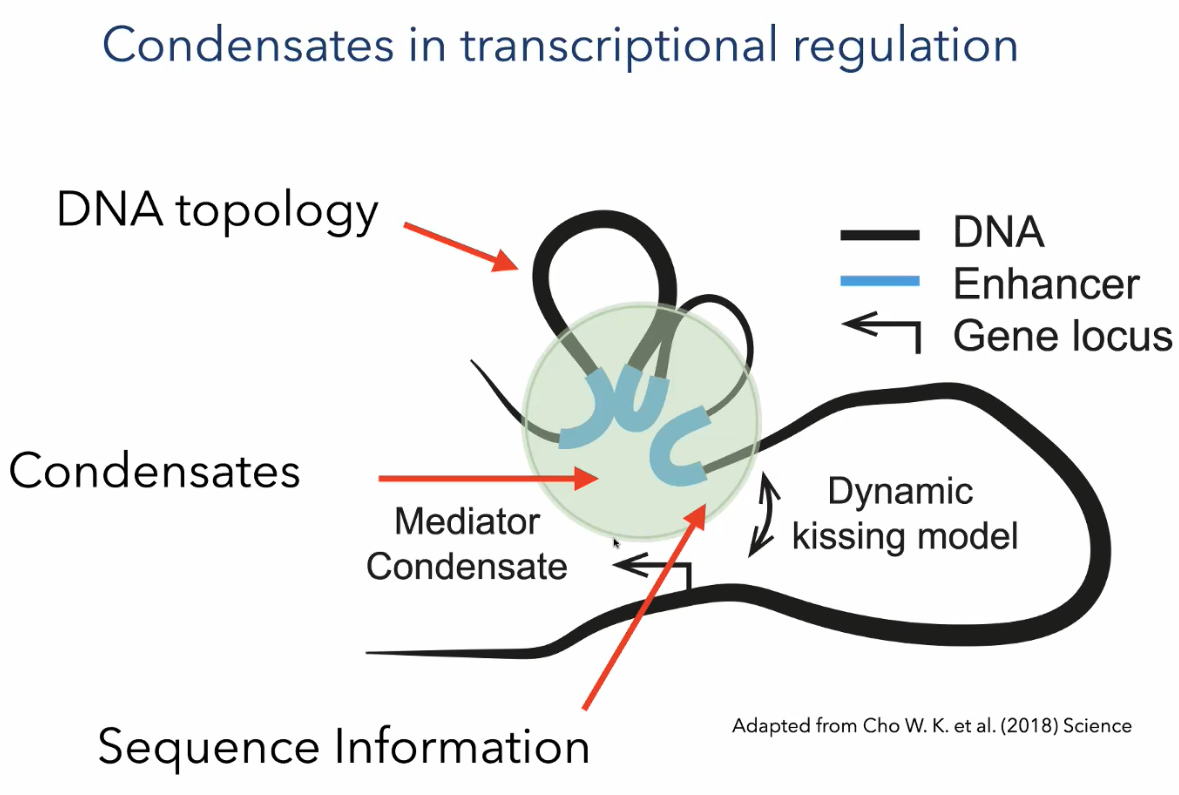 Condensates in transcriptional regulation
DNA topology
DNA
Enhancer
Gene locus
Condensates
Mediator
Condensate
Dynamic
kissing model
Sequence Information
Adapted from Cho W. K. et al. (2018) Science